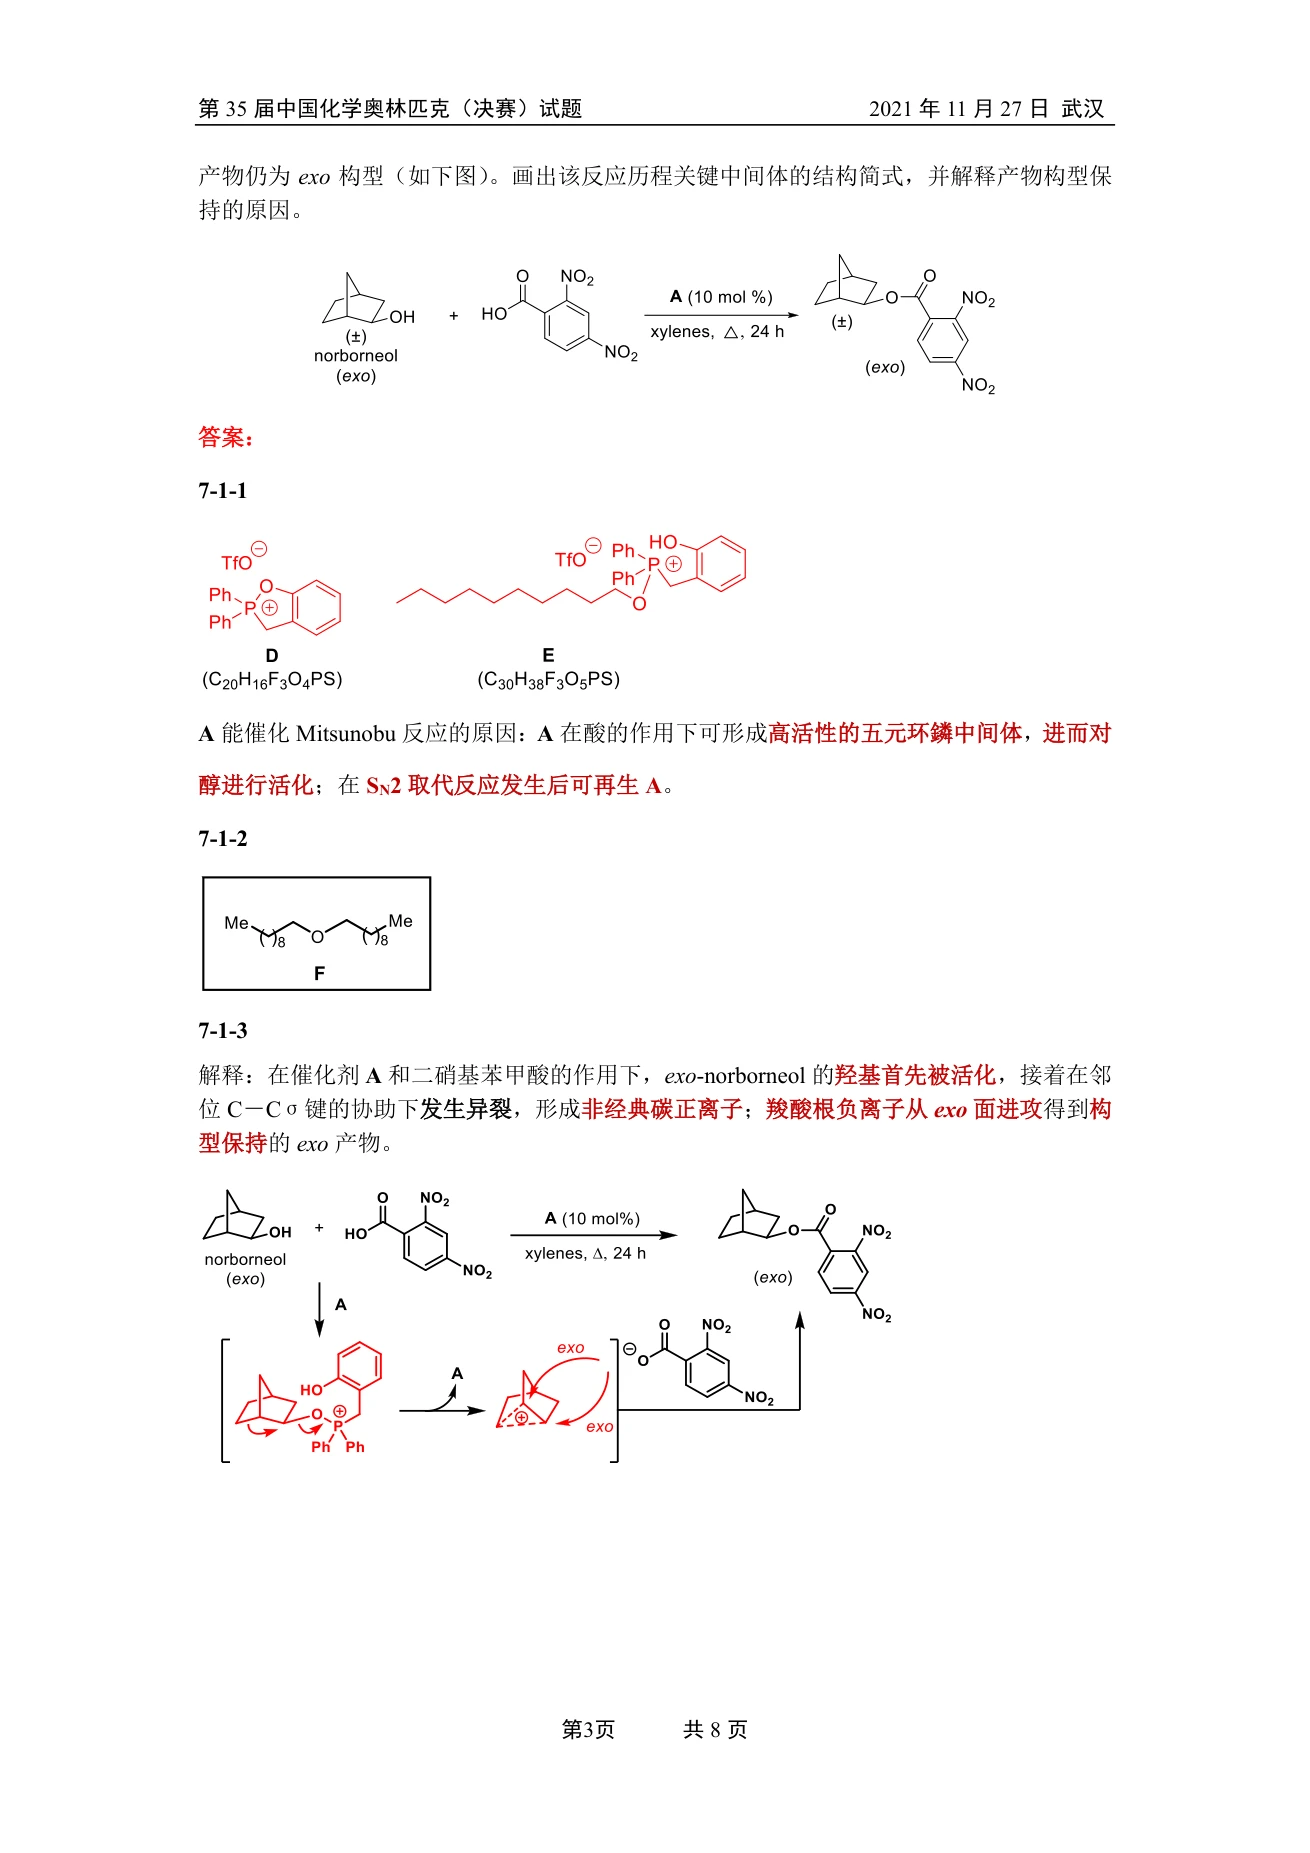 第 35 届中国化学奥林匹克（决赛）试题 2021 年 11 月 27 日 武汉
产物仍为 exo 构型（如下图）。画出该反应历程关键中间体的结构简式，并解释产物构型保
持的原因。
OH
(±)
norborneol
(exo)
+
HO
O
NO2
NO2
A (10 mol %)
xylenes, △, 24 h
(±)
O
O
NO2
NO2
(exo)
答案：
7-1-1
TfO⊖
Ph
Ph
P⊕
O
D
(C20H16F3O4PS)
TfO⊖
Ph
Ph
HO
P⊕
O
E
(C30H38F3O5PS)
A 能催化 Mitsunobu 反应的原因：A 在酸的作用下可形成高活性的五元环鏻中间体，进而对
醇进行活化；在 SN2 取代反应发生后可再生 A。
7-1-2
Me ( )8 O ( )8 Me
F
7-1-3
解释：在催化剂 A 和二硝基苯甲酸的作用下，exo-norborneol 的羟基首先被活化，接着在邻
位 C－C σ 键的协助下发生异裂，形成非经典碳正离子；羧酸根负离子从 exo 面进攻得到构
型保持的 exo 产物。
OH
norborneol
(exo)
+
HO
O
NO2
NO2
A (10 mol%)
xylenes, Δ, 24 h
O
O
NO2
NO2
(exo)
A
HO
O
P⊕
Ph Ph
A
⊕
exo
exo
⊖O
O
NO2
NO2
第3页 共 8 页